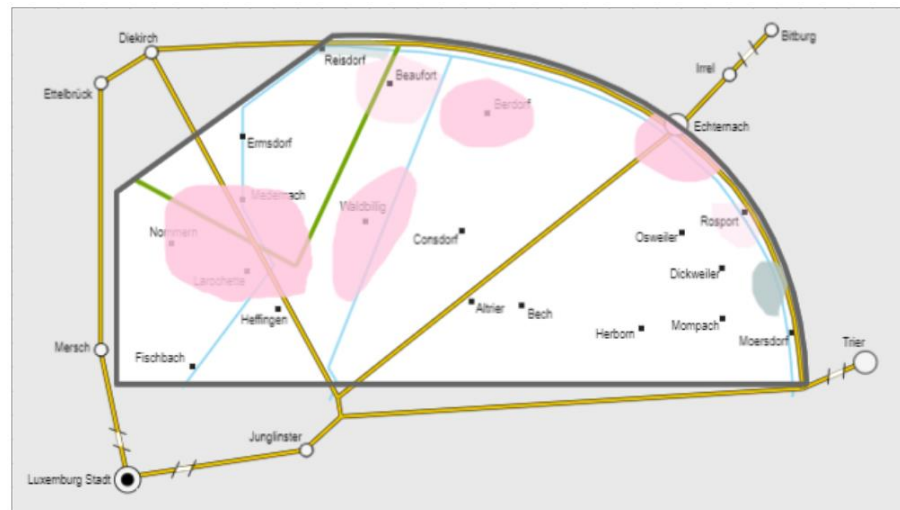 Diekirch
Bitburg
Reisdorf
Irrel
Beaufort
Ettelbrück
Berdorf
Echternach
Ermsdorf
Medernach
Waldbillig
Rosport
Nommern
Consdorf
Osweiler
Larochette
Dickweiler
Altrier
Bech
Heffingen
Herborn
Mompach
Moersdorf
Trier
Mersch
Fischbach
Junglinster
Luxemburg Stadt